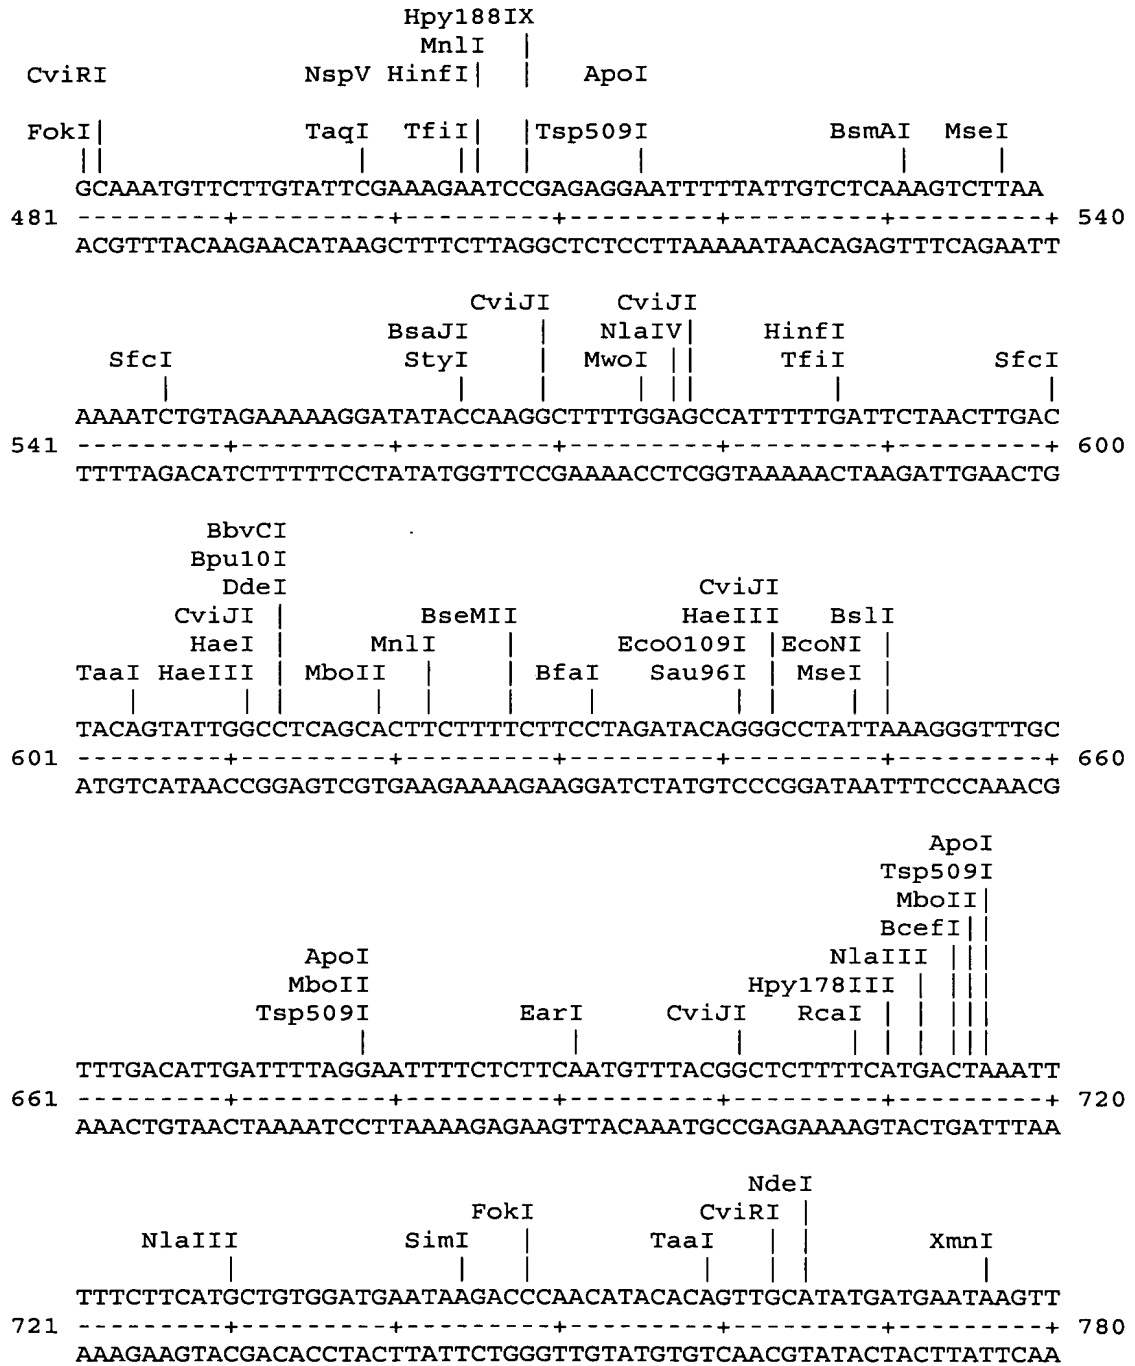 Hpy188IX
MnlI |
CviRI NspV HinfI| | ApoI
FokI| TaqI TfiI| |Tsp509I BsmAI MseI
|| | || | | | |
GCAAATGTTCTTGTATTCGAAAGAATCCGAGAGGAATTTTTATTGTCTCAAAGTCTTAA
481 ---------+---------+---------+---------+---------+---------+ 540
ACGTTTACAAGAACATAAGCTTTCTTAGGCTCTCCTTAAAAATAACAGAGTTTCAGAATT
CviJI CviJI
BsaJI | NlaIV| HinfI
SfcI StyI | MwoI || TfiI SfcI
| | | | || | |
AAAATCTGTAGAAAAAGGATATACCAAGGCTTTTGGAGCCATTTTTGATTCTAACTTGAC
541 ---------+---------+---------+---------+---------+---------+ 600
TTTTAGACATCTTTTTCCTATATGGTTCCGAAAACCTCGGTAAAAACTAAGATTGAACTG
BbvCI
Bpu10I
DdeI CviJI
CviJI | BseMII HaeIII BslI
HaeI | MnlI | EcoO109I | EcoNI |
TaaI HaeIII | MboII | | BfaI Sau96I | MseI |
| | | | | | | | | | |
TACAGTATTGGCCTCAGCACTTCTTTTCTTCCTAGATACAGGGCCTATTAAAGGGTTTGC
601 ---------+---------+---------+---------+---------+---------+ 660
ATGTCATAACCGGAGTCGTGAAGAAAAGAAGGATCTATGTCCCGGATAATTTCCCAAACG
ApoI
Tsp509I
MboII|
BcefI||
ApoI NlaIII |||
MboII Hpy178III | |||
Tsp509I EarI CviJI RcaI | | |||
| | | | | | |||
TTTGACATTGATTTTAGGAATTTTCTCTTCAATGTTTACGGCTCTTTTCATGACTAAATT
661 ---------+---------+---------+---------+---------+---------+ 720
AAACTGTAACTAAAATCCTTAAAAGAGAAGTTACAAATGCCGAGAAAAGTACTGATTTAA
NdeI
FokI CviRI |
NlaIII SimI | TaaI | | XmnI
| | | | | | |
TTTCTTCATGCTGTGGATGAATAAGACCCAACATACACAGTTGCATATGATGAATAAGTT
721 ---------+---------+---------+---------+---------+---------+ 780
AAAGAAGTACGACACCTACTTATTCTGGGTTGTATGTGTCAACGTATACTACTTATTCAA